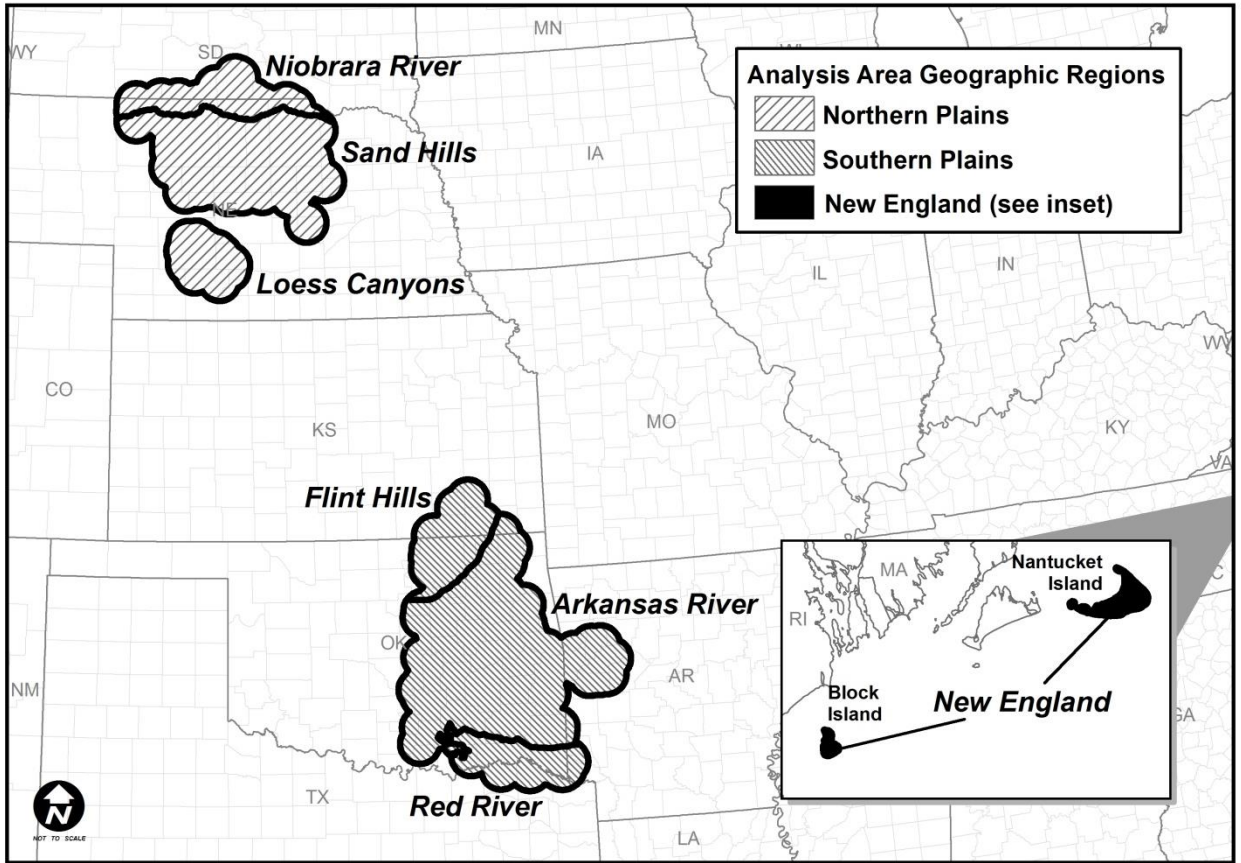 MN
WY
SD
Niobrara River
Analysis Area Geographic Regions
Northern Plains
Southern Plains
New England (see inset)
Sand Hills
IA
NE
Loess Canyons
IL
IN
CO
KS
MO
KY
VA
Flint Hills
Arkansas River
OK
AR
NM
Red River
TX
LA
Nantucket
Island
MA
RI
New England
Block
Island
GA
N
NOT TO SCALE